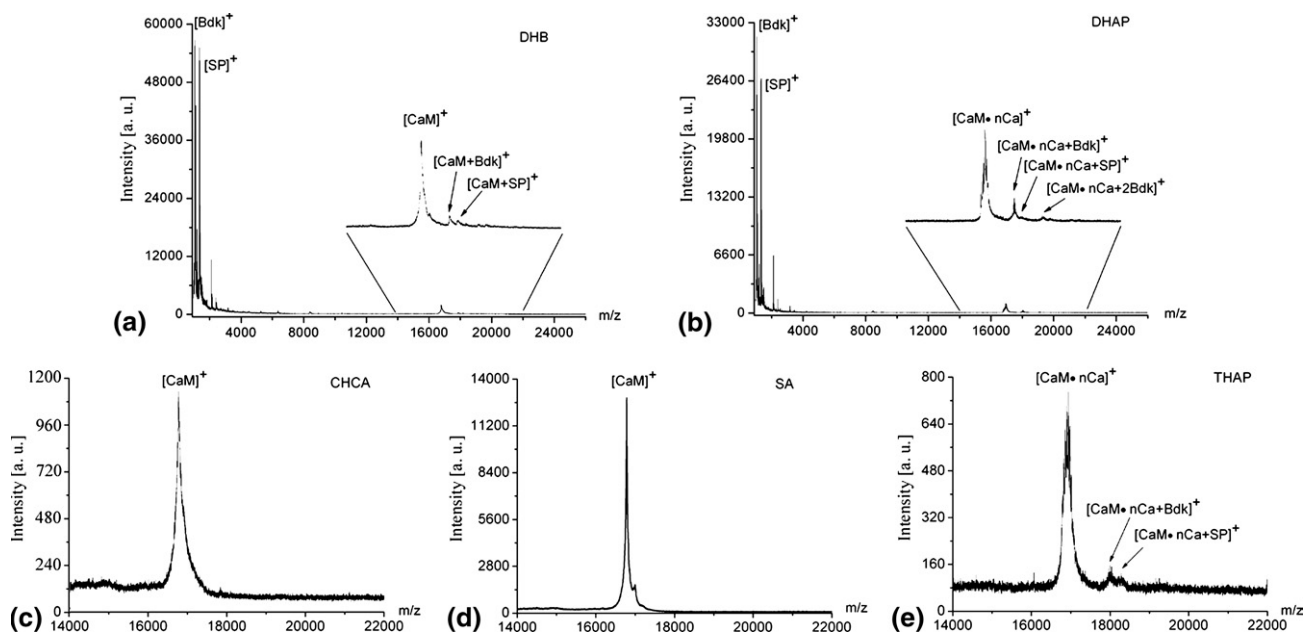 60000
48000
36000
24000
12000
0
Intensity [a. u.]
[Bdk]+
[SP]+
DHB
[CaM]+
[CaM+Bdk]+
[CaM+SP]+
4000 8000 12000 16000 20000 24000
m/z
(a)
33000
26400
19800
13200
6600
0
Intensity [a. u.]
[Bdk]+
[SP]+
DHAP
[CaM• nCa]+
[CaM• nCa+Bdk]+
[CaM• nCa+SP]+
[CaM• nCa+2Bdk]+
4000 8000 12000 16000 20000 24000
m/z
(b)
1200
960
720
480
240
Intensity [a. u.]
[CaM]+
CHCA
14000 16000 18000 20000 22000
m/z
(c)
14000
11200
8400
5600
2800
0
Intensity [a. u.]
[CaM]+
SA
14000 16000 18000 20000 22000
m/z
(d)
800
640
480
320
160
Intensity [a. u.]
[CaM• nCa]+
THAP
[CaM• nCa+Bdk]+
[CaM• nCa+SP]+
14000 16000 18000 20000 22000
m/z
(e)